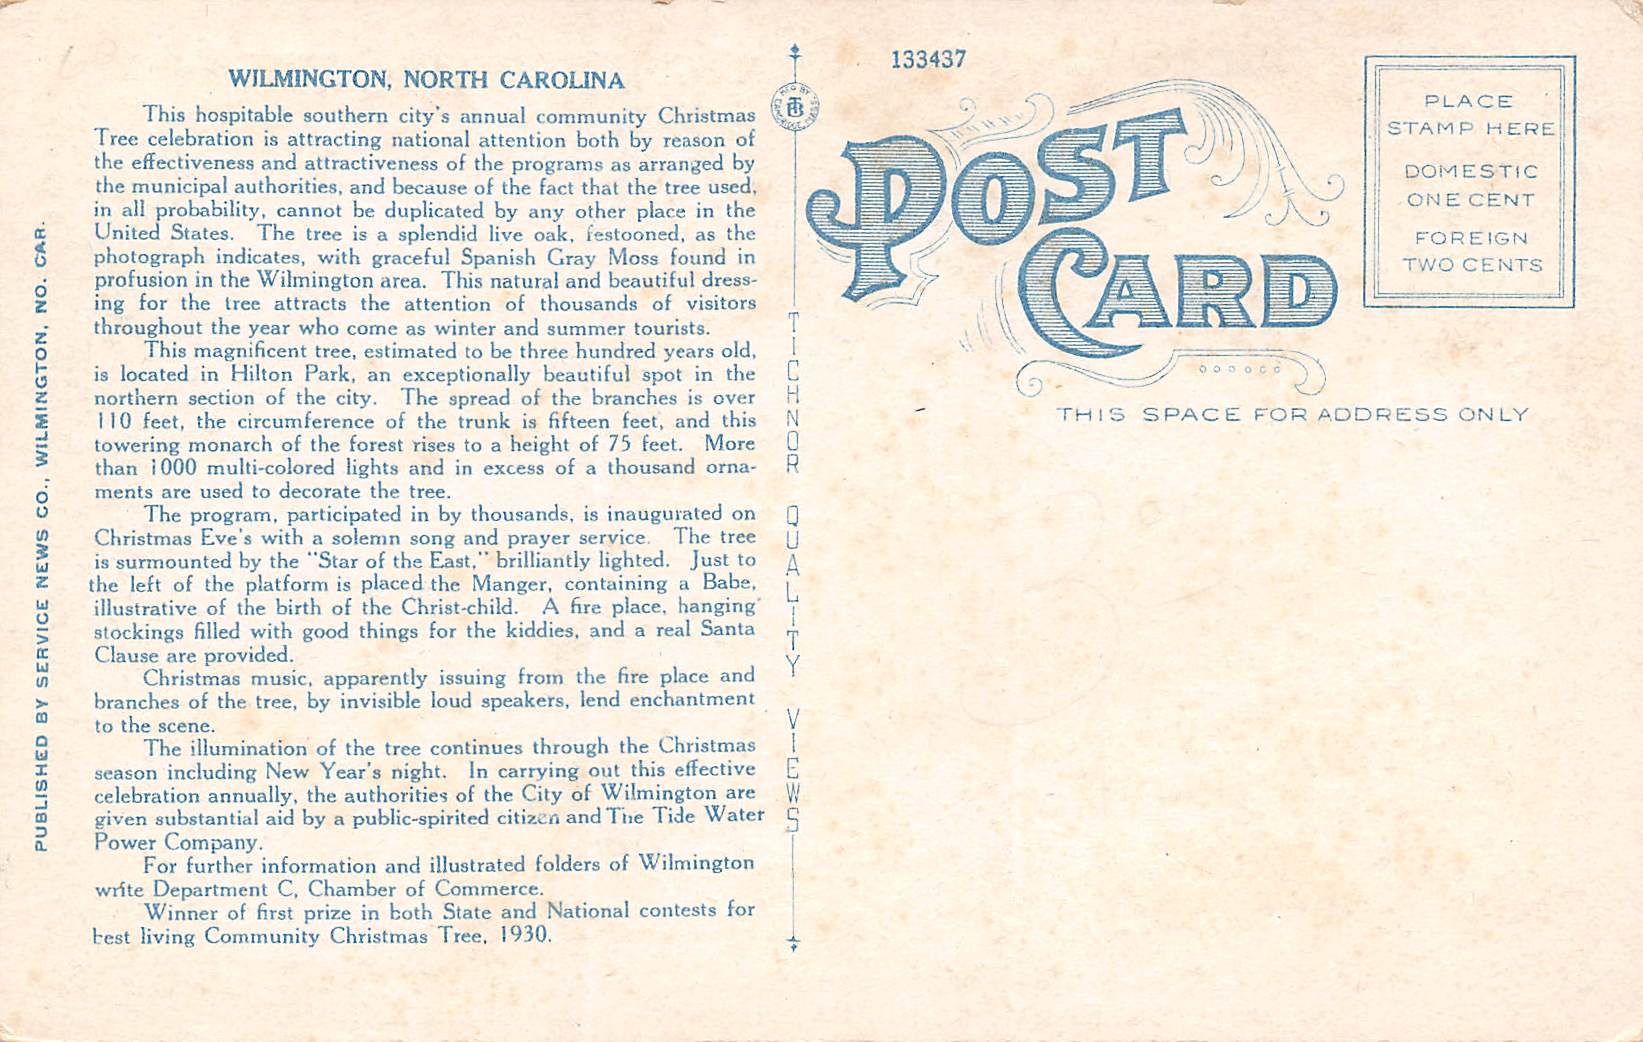 WILMINGTON, NORTH CAROLINA
This hospitable southern city's annual community Christmas
Tree celebration is attracting national attention both by reason of
the effectiveness and attractiveness of the programs as arranged by
the municipal authorities, and because of the fact that the tree used,
in all probability, cannot be duplicated by any other place in the
United States. The tree is a splendid live oak, festooned, as the
photograph indicates, with graceful Spanish Gray Moss found in
profusion in the Wilmington area. This natural and beautiful dress-
ing for the tree attracts the attention of thousands of visitors
throughout the year who come as winter and summer tourists.
This magnificent tree, estimated to be three hundred years old,
is located in Hilton Park, an exceptionally beautiful spot in the
northern section of the city. The spread of the branches is over
110 feet, the circumference of the trunk is fifteen feet, and this
towering monarch of the forest rises to a height of 75 feet. More
than 1000 multi-colored lights and in excess of a thousand orna-
ments are used to decorate the tree.
The program, participated in by thousands, is inaugurated on
Christmas Eve's with a solemn song and prayer service. The tree
is surmounted by the "Star of the East," brilliantly lighted. Just to
the left of the platform is placed the Manger, containing a Babe,
illustrative of the birth of the Christ-child. A fire place, hanging
stockings filled with good things for the kiddies, and a real Santa
Clause are provided.
Christmas music, apparently issuing from the fire place and
branches of the tree, by invisible loud speakers, lend enchantment
to the scene.
The illumination of the tree continues through the Christmas
season including New Year's night. In carrying out this effective
celebration annually, the authorities of the City of Wilmington are
given substantial aid by a public-spirited citizen and The Tide Water
Power Company.
For further information and illustrated folders of Wilmington
write Department C, Chamber of Commerce.
Winner of first prize in both State and National contests for
best living Community Christmas Tree, 1930.
PUBLISHED BY SERVICE NEWS CO., WILMINGTON, NO. CAR.
MFG BY
TB
CAMBRIDGE, MASS.
TICHNOR QUALITY VIEWS
133437
POST
CARD
THIS SPACE FOR ADDRESS ONLY
PLACE
STAMP HERE
DOMESTIC
ONE CENT
FOREIGN
TWO CENTS